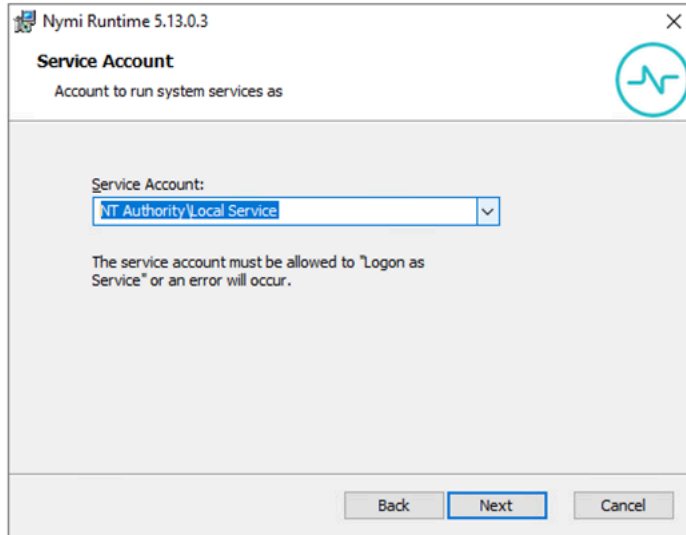 Nymi Runtime 5.13.0.3
Service Account
Account to run system services as
Service Account:
NT Authority\Local Service
The service account must be allowed to "Logon as
Service" or an error will occur.
Back Next Cancel